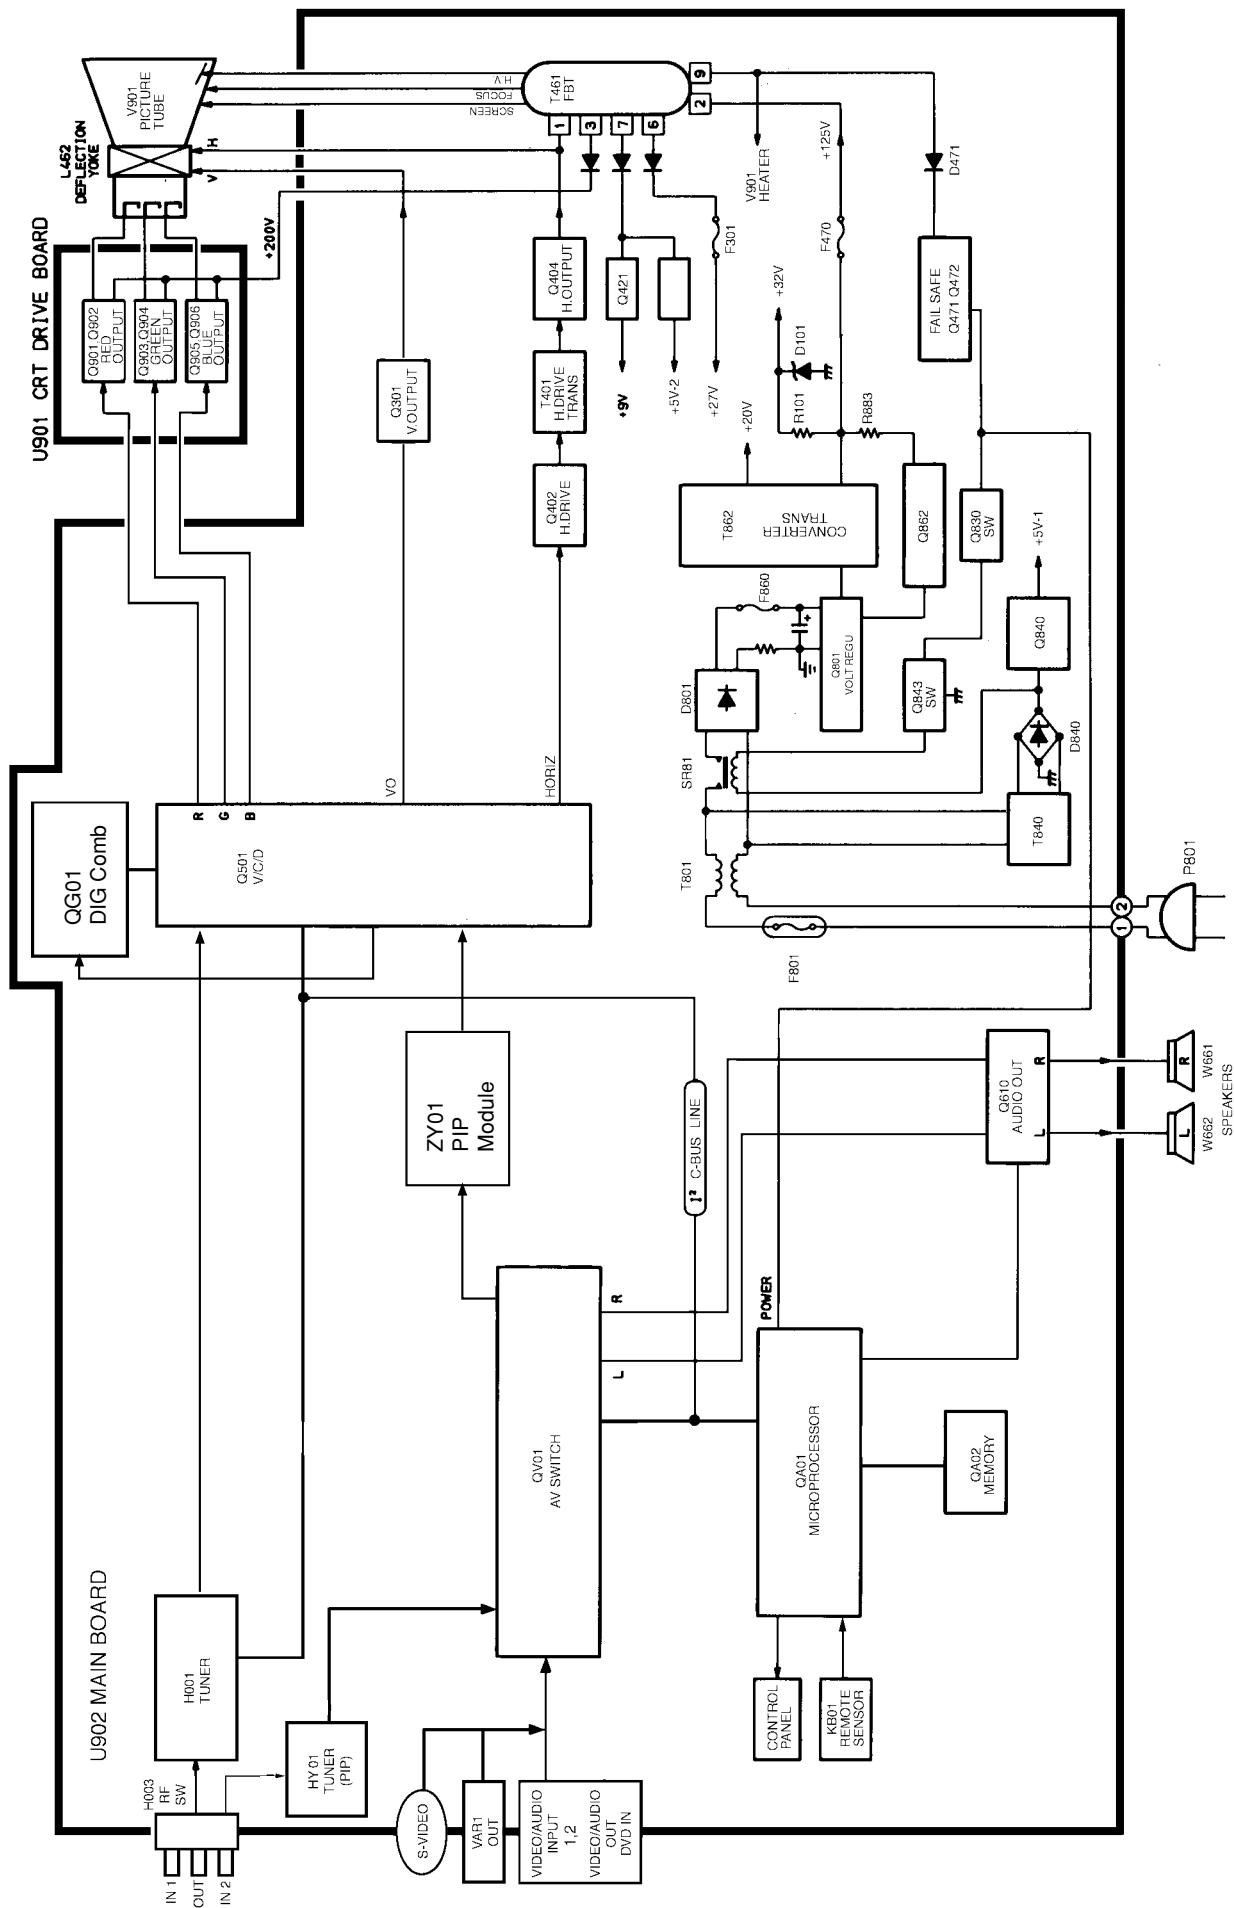 U901 CRT DRIVE BOARD
L462
DEFLECTION
YOKE
V901
PICTURE
TUBE
H.V
FOCUS
SCREEN
T461
FBT
1
3
7
6
2
9
H
V
+200V
Q901,Q902
RED
OUTPUT
Q903,Q904
GREEN
OUTPUT
Q905,Q906
BLUE
OUTPUT
Q301
V.OUTPUT
Q404
H.OUTPUT
T401
H.DRIVE
TRANS
Q402
H.DRIVE
Q421
+9V
+5V-2
+27V
F301
V901
HEATER
+125V
F470
D471
FAIL SAFE
Q471 Q472
+32V
D101
R101
R883
+20V
T862
CONVERTER
TRANS
Q862
Q830
SW
+5V-1
Q840
F860
+
Q801
VOLT REGU
D801
Q843
SW
D840
SR81
T840
T801
F801
1
2
P801
QG01
DIG Comb
Q501
V/C/D
R
G
B
VO
HORIZ
ZY01
PIP
Module
I² C-BUS LINE
Q610
AUDIO OUT
R
L
R
W661
L
W662
SPEAKERS
QV01
AV SWITCH
R
L
POWER
QA01
MICROPROCESSOR
QA02
MEMORY
CONTROL
PANEL
KB01
REMOTE
SENSOR
U902 MAIN BOARD
H001
TUNER
HY01
TUNER
(PIP)
H003
RF
SW
IN 1
OUT
IN 2
S-VIDEO
VAR1
OUT
VIDEO/AUDIO
INPUT
1,2
VIDEO/AUDIO
OUT
DVD IN